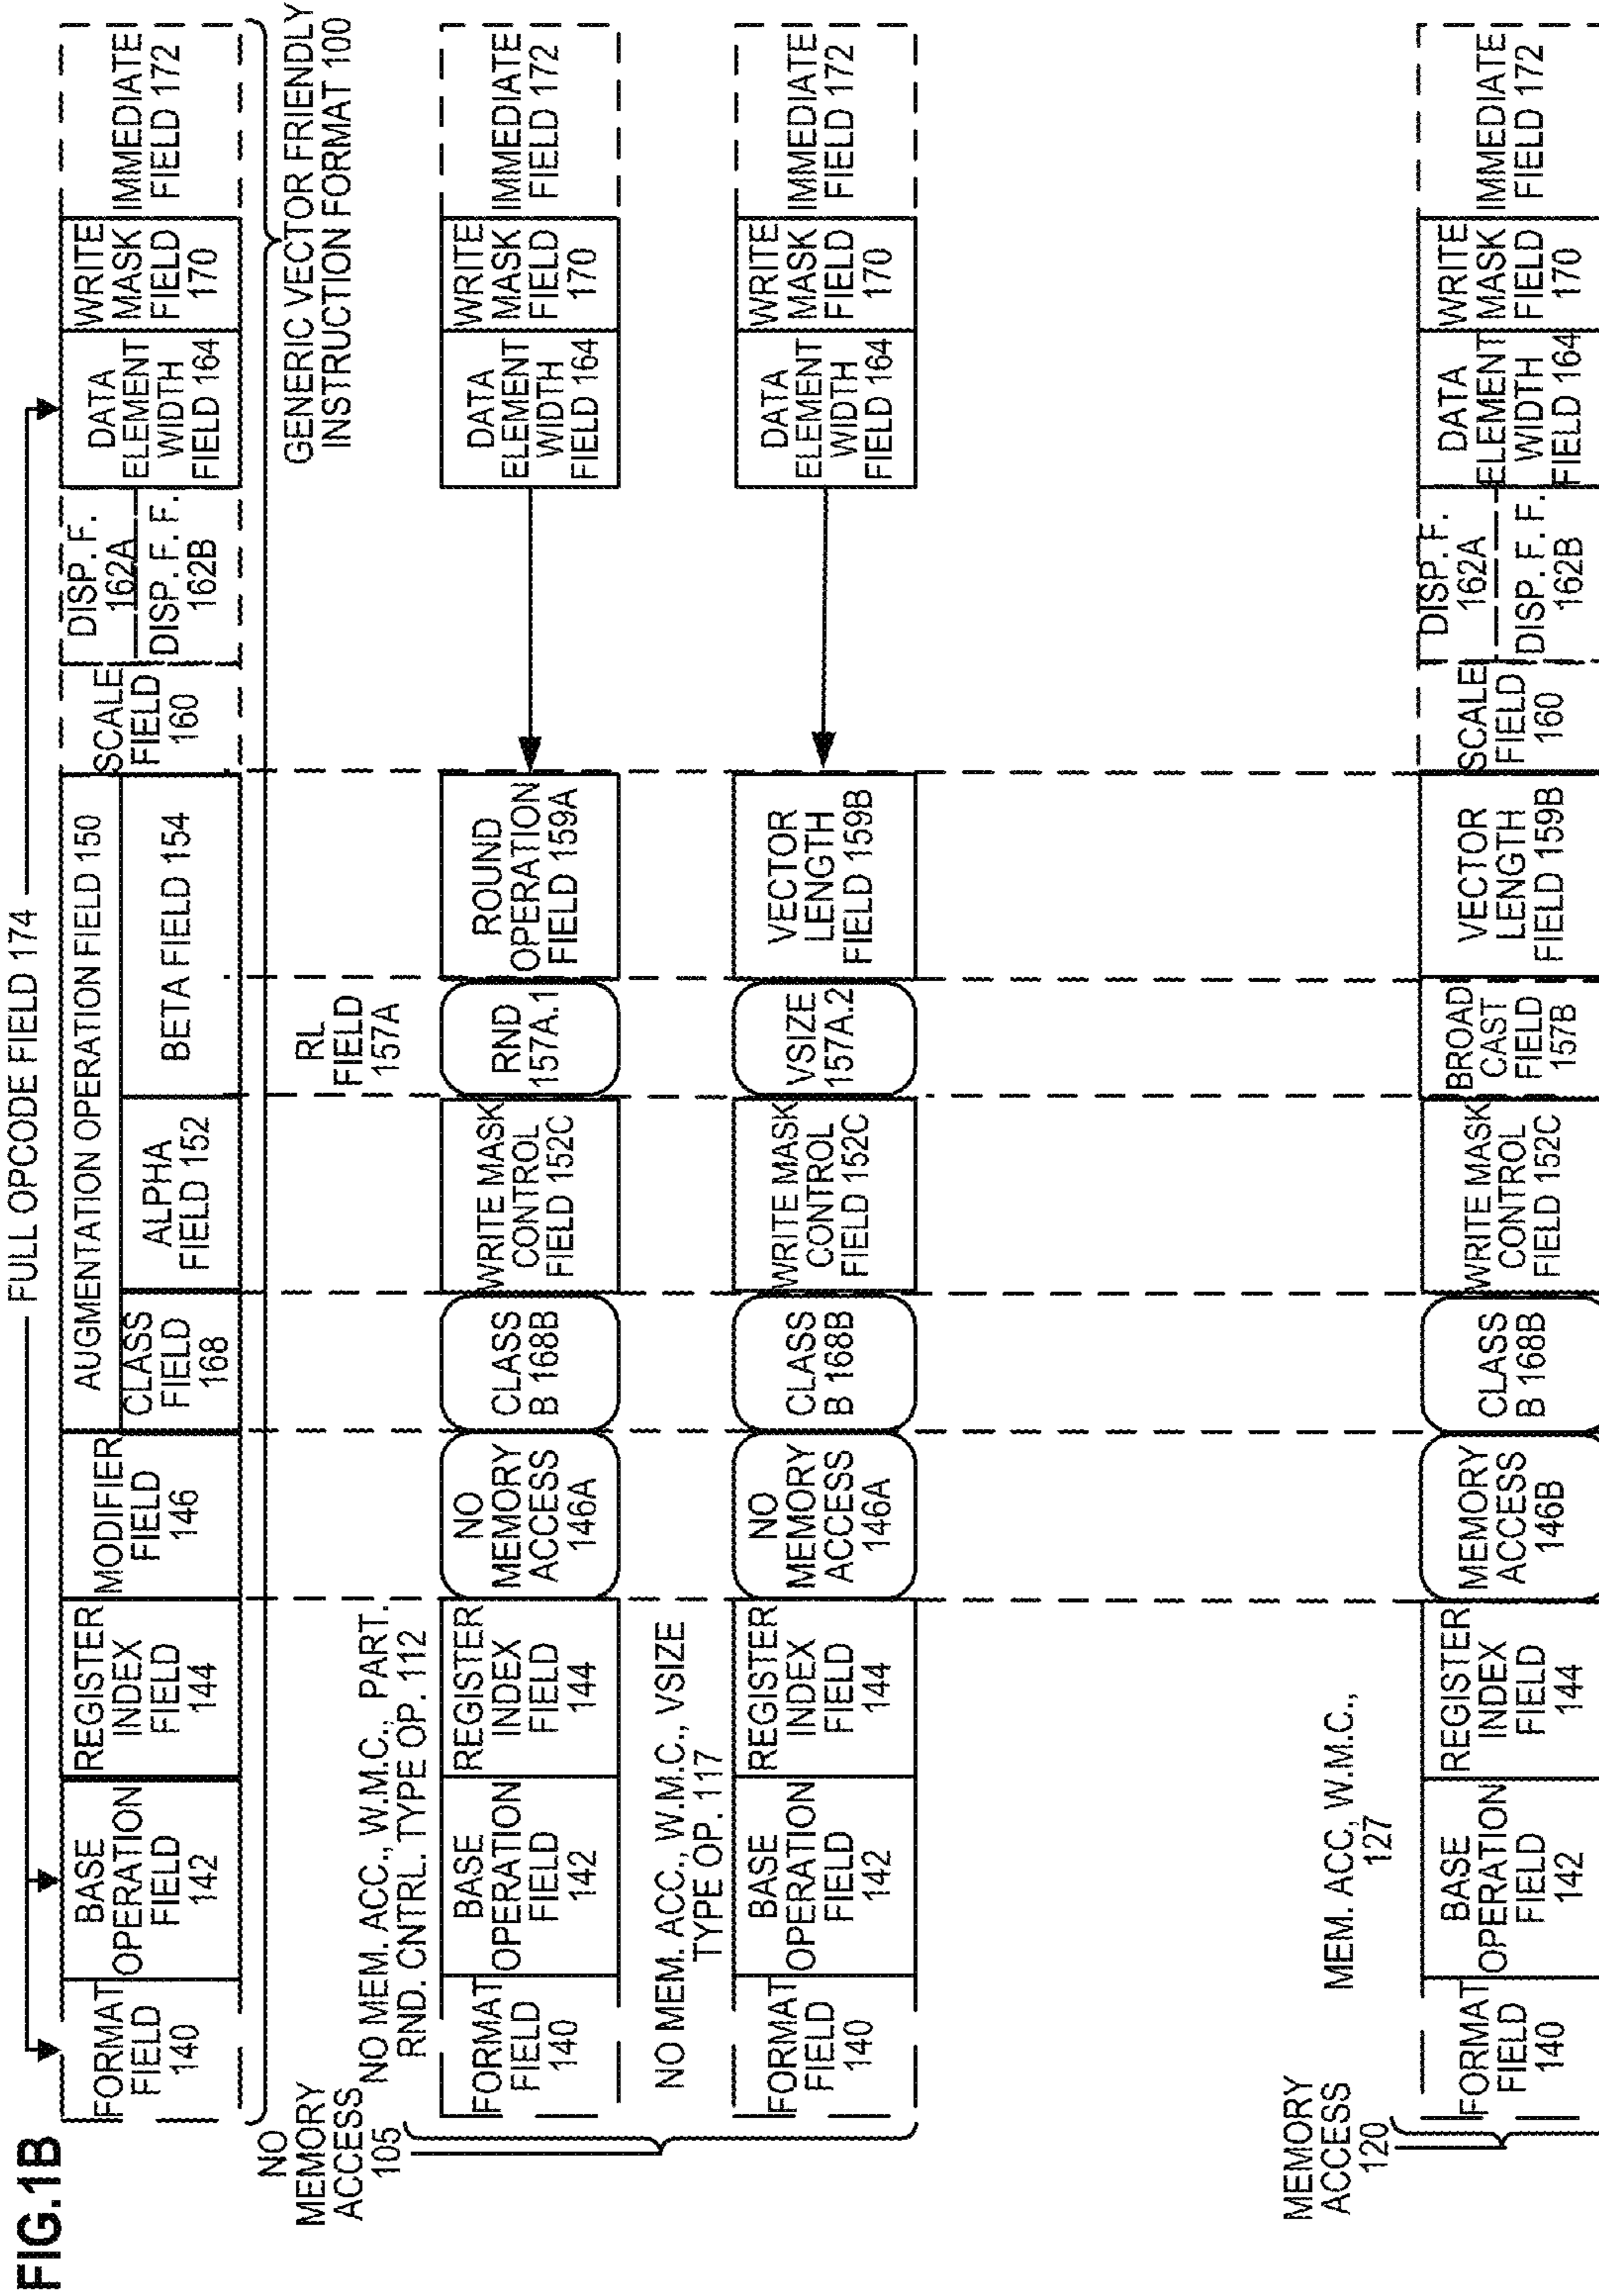 FIG.1B
FULL OPCODE FIELD 174
FORMAT
FIELD
140
BASE
OPERATION
FIELD
142
REGISTER
INDEX
FIELD
144
MODIFIER
FIELD
146
AUGMENTATION OPERATION FIELD 150
CLASS
FIELD
168
ALPHA
FIELD 152
BETA FIELD 154
SCALE
FIELD
160
DISP. F.
162A
DISP. F. F.
162B
DATA
ELEMENT
WIDTH
FIELD 164
WRITE
MASK
FIELD
170
IMMEDIATE
FIELD 172
GENERIC VECTOR FRIENDLY
INSTRUCTION FORMAT 100
NO
MEMORY
ACCESS
105
NO MEM. ACC., W.M.C., PART.
RND. CNTRL. TYPE OP. 112
RL
FIELD
157A
FORMAT
FIELD
140
BASE
OPERATION
FIELD
142
REGISTER
INDEX
FIELD
144
NO
MEMORY
ACCESS
146A
CLASS
B 168B
WRITE MASK
CONTROL
FIELD 152C
RND
157A.1
ROUND
OPERATION
FIELD 159A
DATA
ELEMENT
WIDTH
FIELD 164
WRITE
MASK
FIELD
170
IMMEDIATE
FIELD 172
NO MEM. ACC., W.M.C., VSIZE
TYPE OP. 117
FORMAT
FIELD
140
BASE
OPERATION
FIELD
142
REGISTER
INDEX
FIELD
144
NO
MEMORY
ACCESS
146A
CLASS
B 168B
WRITE MASK
CONTROL
FIELD 152C
VSIZE
157A.2
VECTOR
LENGTH
FIELD 159B
DATA
ELEMENT
WIDTH
FIELD 164
WRITE
MASK
FIELD
170
IMMEDIATE
FIELD 172
MEMORY
ACCESS
120
MEM. ACC, W.M.C.,
127
FORMAT
FIELD
140
BASE
OPERATION
FIELD
142
REGISTER
INDEX
FIELD
144
MEMORY
ACCESS
146B
CLASS
B 168B
WRITE MASK
CONTROL
FIELD 152C
BROAD
CAST
FIELD
157B
VECTOR
LENGTH
FIELD 159B
SCALE
FIELD
160
DISP. F.
162A
DISP. F. F.
162B
DATA
ELEMENT
WIDTH
FIELD 164
WRITE
MASK
FIELD
170
IMMEDIATE
FIELD 172